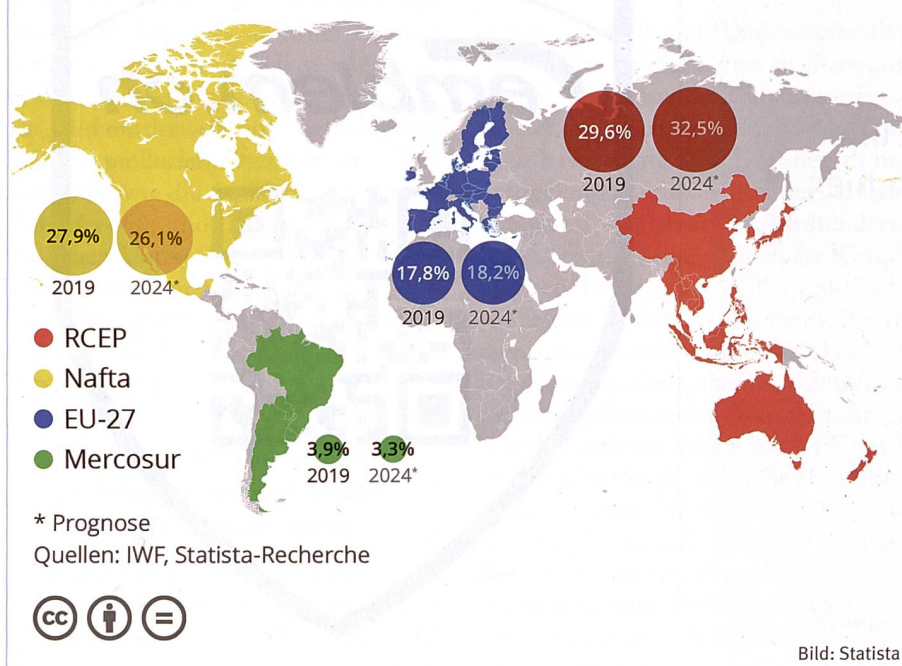 29,6%
32,5%
2019
2024*
27,9%
26,1%
2019
2024*
17,8%
18,2%
2019
2024*
RCEP
Nafta
EU-27
Mercosur
3,9%
3,3%
2019
2024*
* Prognose
Quellen: IWF, Statista-Recherche
cc
Bild: Statista